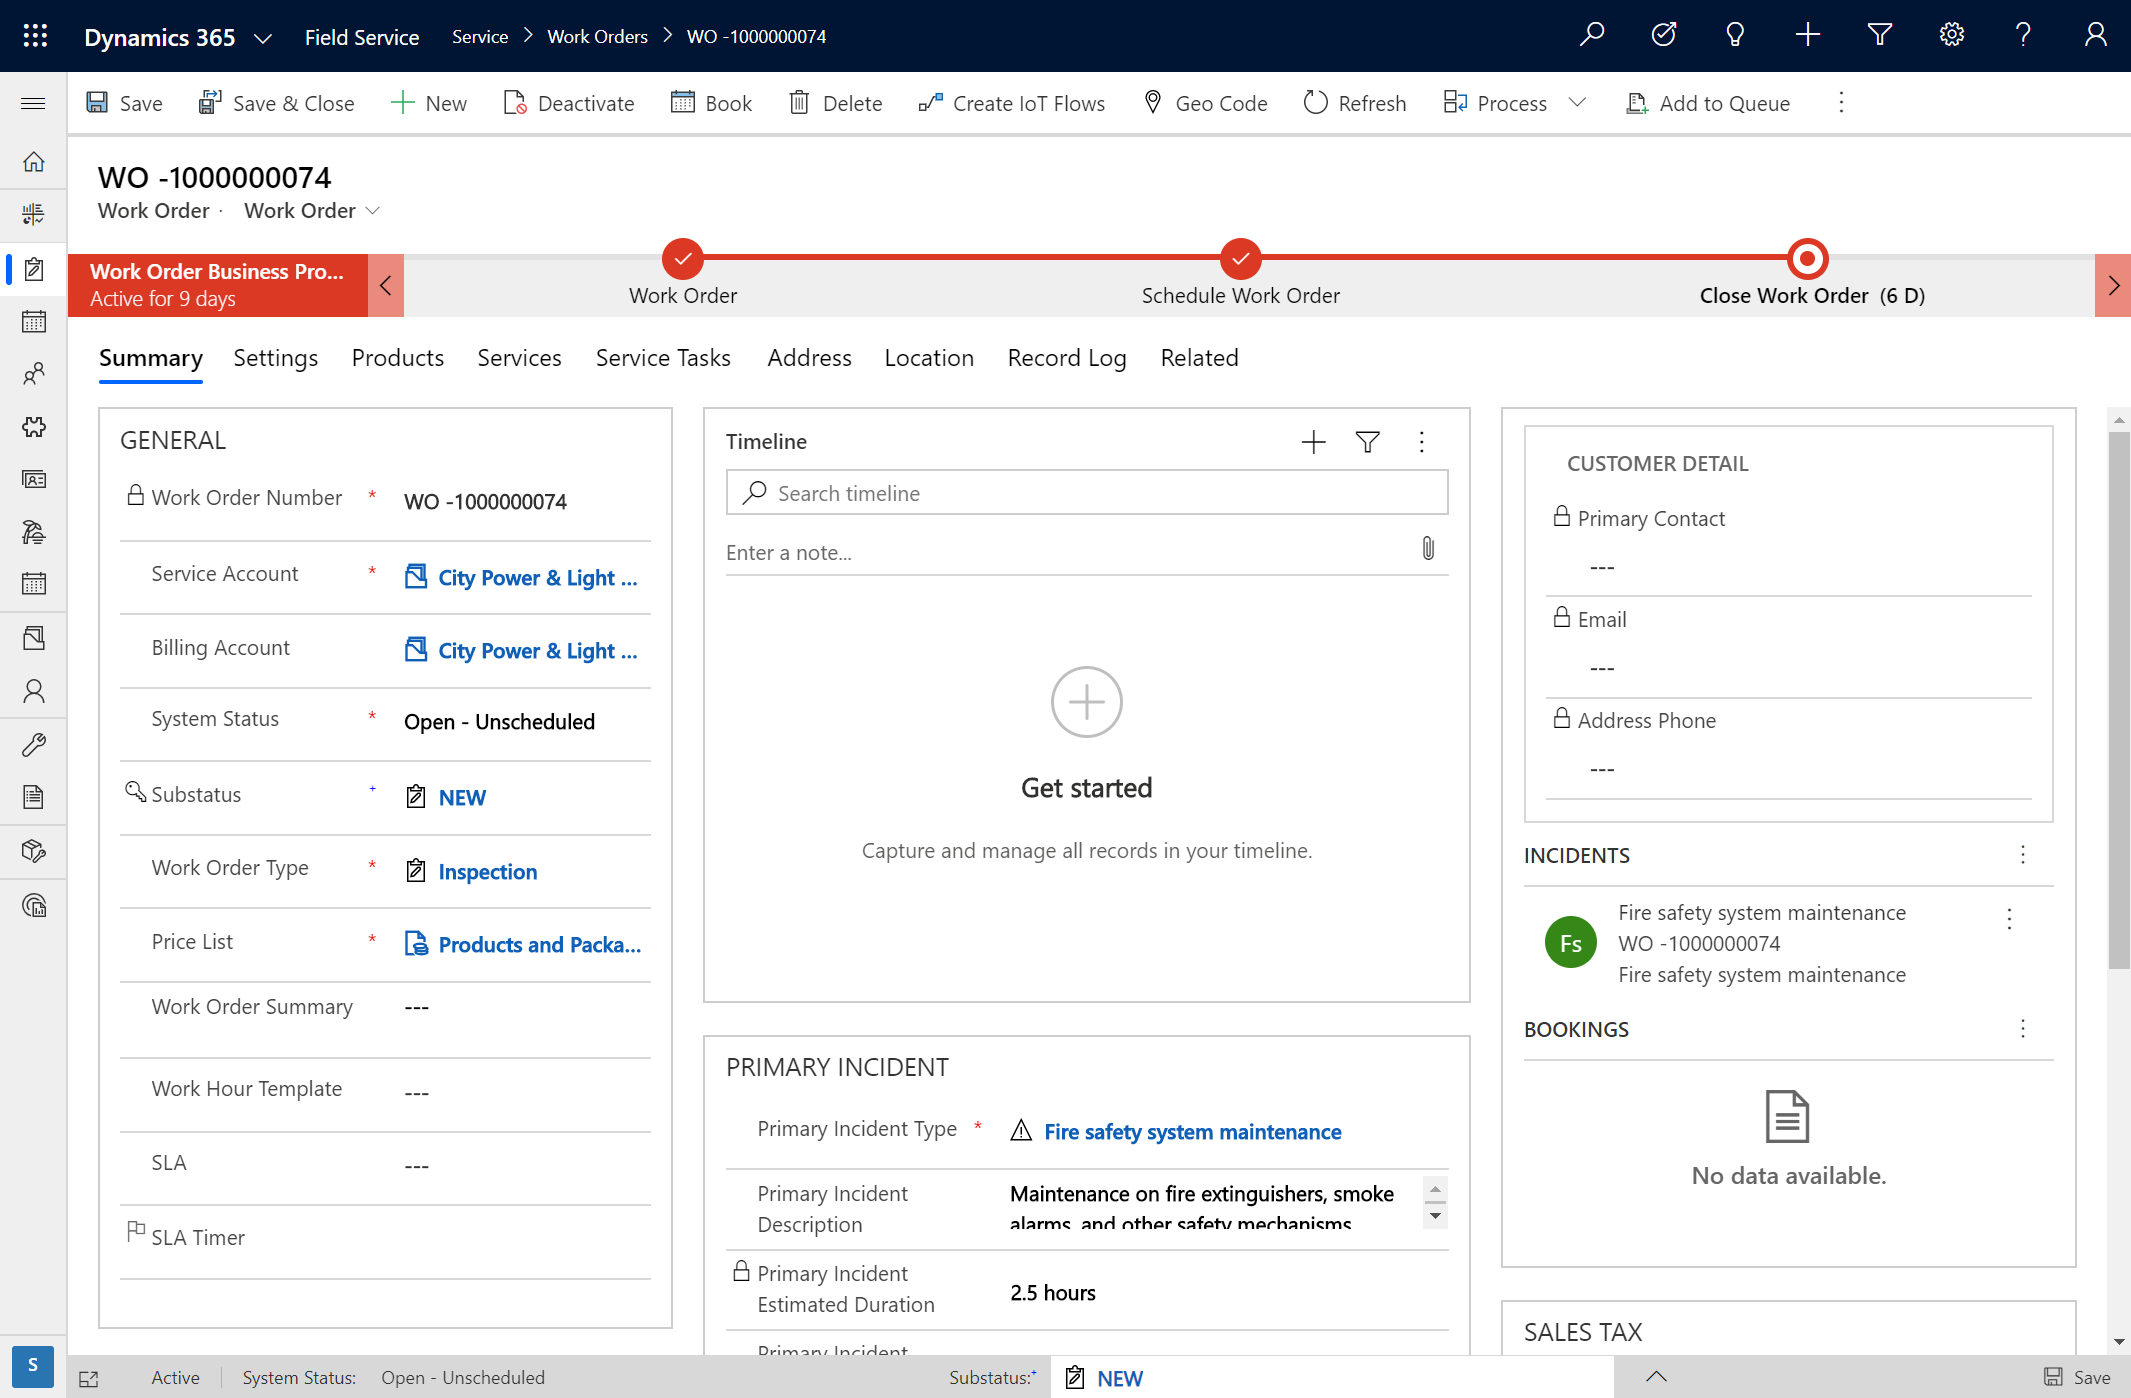 Dynamics 365 Field Service Service > Work Orders > WO -1000000074
Save Save & Close New Deactivate Book Delete Create IoT Flows Geo Code Refresh Process Add to Queue
WO -1000000074
Work Order · Work Order
Work Order Business Pro...
Active for 9 days
Work Order
Schedule Work Order
Close Work Order (6 D)
Summary Settings Products Services Service Tasks Address Location Record Log Related
GENERAL
Work Order Number * WO -1000000074
Service Account * City Power & Light ...
Billing Account City Power & Light ...
System Status * Open - Unscheduled
Substatus + NEW
Work Order Type * Inspection
Price List * Products and Packa...
Work Order Summary ---
Work Hour Template ---
SLA ---
SLA Timer
Timeline
Search timeline
Enter a note...
Get started
Capture and manage all records in your timeline.
PRIMARY INCIDENT
Primary Incident Type * Fire safety system maintenance
Primary Incident
Description
Maintenance on fire extinguishers, smoke
alarms, and other safety mechanisms
Primary Incident
Estimated Duration
2.5 hours
Primary Incident
CUSTOMER DETAIL
Primary Contact
---
Email
---
Address Phone
---
INCIDENTS
Fs
Fire safety system maintenance
WO -1000000074
Fire safety system maintenance
BOOKINGS
No data available.
SALES TAX
S
Active System Status: Open - Unscheduled Substatus:+ NEW Save